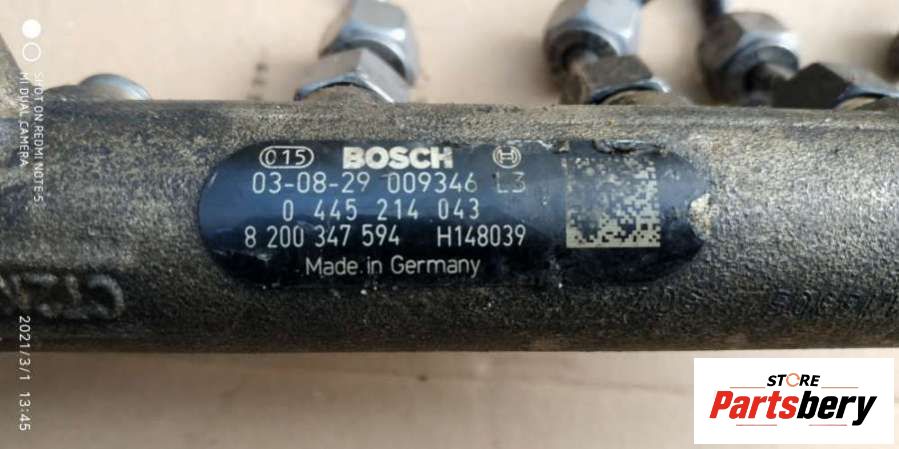 SHOT ON REDMI NOTE 5
MI DUAL CAMERA
015 BOSCH
03-08-29 009346 L3
0 445 214 043
8 200 347 594 H148039
Made in Germany
2021/3/1 13:45
STORE
Partsbery